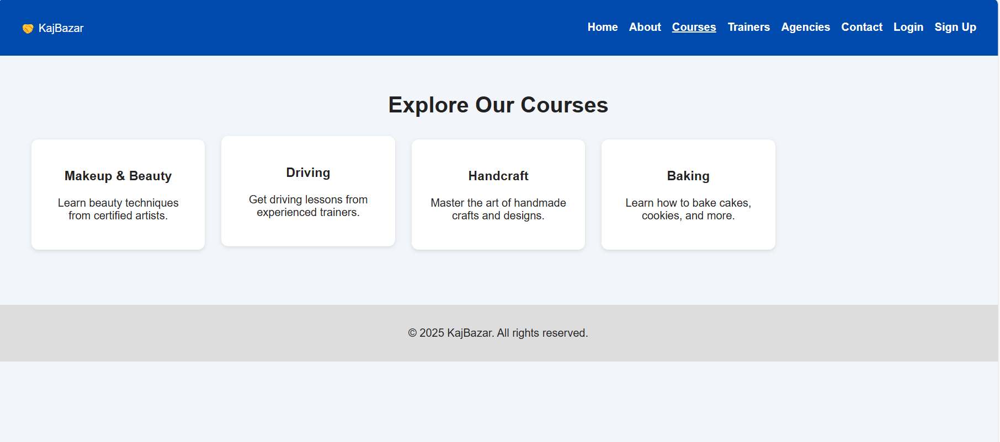 KajBazar
Home About Courses Trainers Agencies Contact Login Sign Up
Explore Our Courses
Makeup & Beauty
Learn beauty techniques
from certified artists.
Driving
Get driving lessons from
experienced trainers.
Handcraft
Master the art of handmade
crafts and designs.
Baking
Learn how to bake cakes,
cookies, and more.
© 2025 KajBazar. All rights reserved.